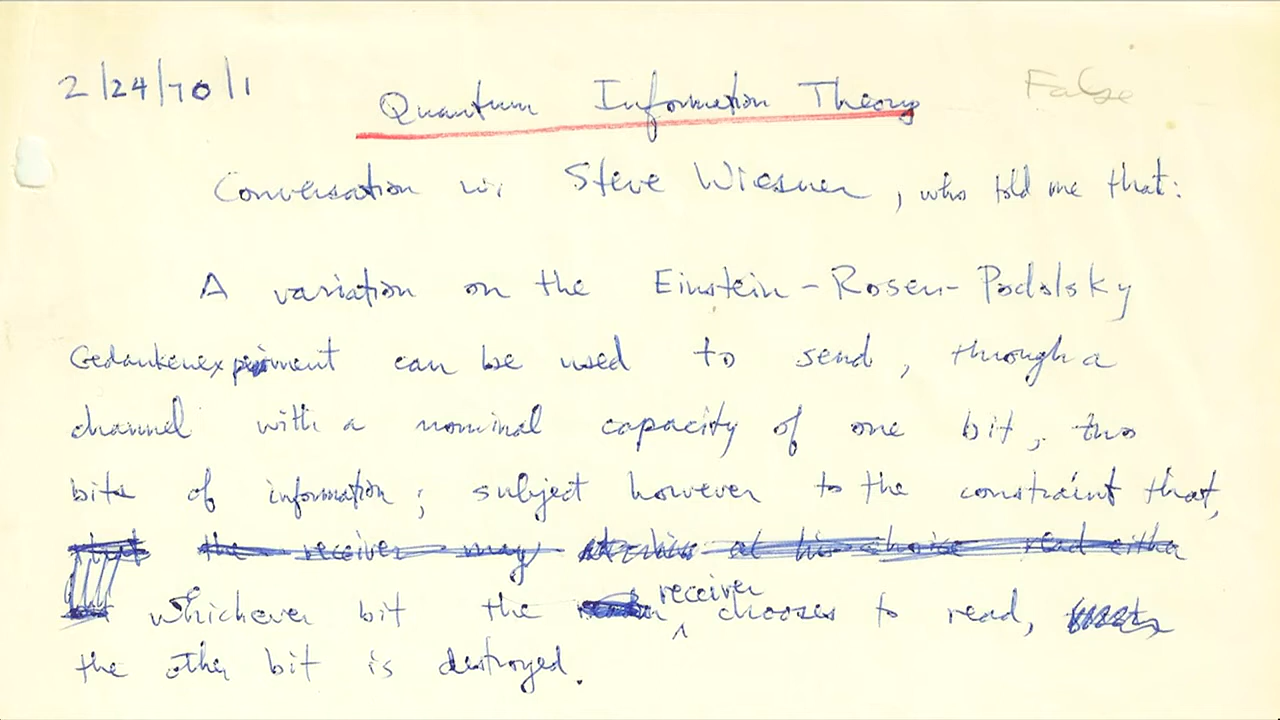 2/24/70/1
False
Quantum Information Theory
Conversation w. Steve Wiesner, who told me that:
A variation on the Einstein-Rosen-Podolsky
Gedankenexperiment can be used to send, through a
channel with a nominal capacity of one bit, two
bits of information; subject however to the constraint that,
the receiver may at his choice read either
receiver
whichever bit the chooses to read,
the other bit is destroyed.